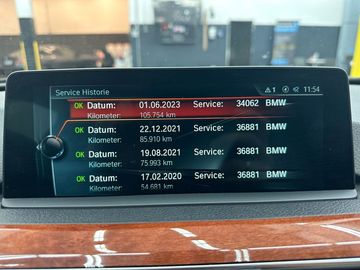 Service Historie
1 11:54
OK Datum: 01.06.2023 Service: 34062 BMW
Kilometer: 105.754 km
OK Datum: 22.12.2021 Service: 36881 BMW
Kilometer: 85.910 km
OK Datum: 19.08.2021 Service: 36881 BMW
Kilometer: 75.993 km
OK Datum: 17.02.2020 Service: 36881 BMW
Kilometer: 54.681 km